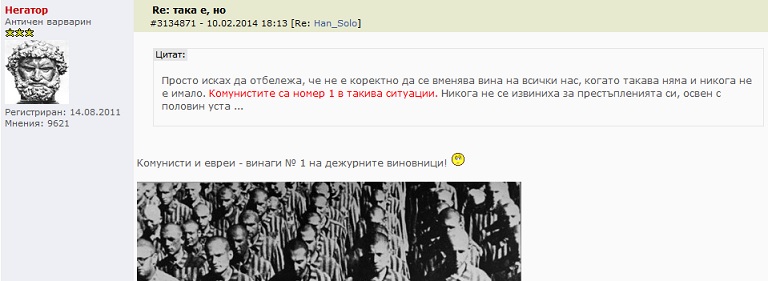 Негатор
Античен варварин
Регистриран: 14.08.2011
Мнения: 9621
Re: така е, но
#3134871 - 10.02.2014 18:13 [Re: Han_Solo]
Цитат:
Просто исках да отбележа, че не е коректно да се вменява вина на всички нас, когато такава няма и никога не
е имало. Комунистите са номер 1 в такива ситуации. Никога не се извиниха за престъпленията си, освен с
половин уста ...
Комунисти и евреи - винаги № 1 на дежурните виновници!